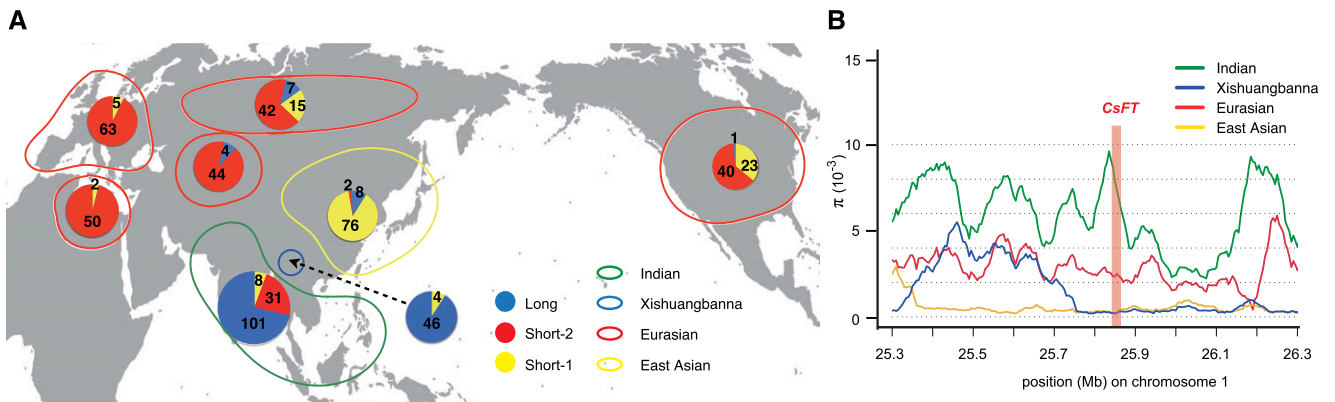 A
5
63
7
42
15
4
44
2
50
2
8
76
1
40
23
8
31
101
4
46
Long
Short-2
Short-1
Indian
Xishuangbanna
Eurasian
East Asian
B
π (10⁻³)
15
10
5
0
Indian
Xishuangbanna
Eurasian
East Asian
CsFT
25.3 25.5 25.7 25.9 26.1 26.3
position (Mb) on chromosome 1